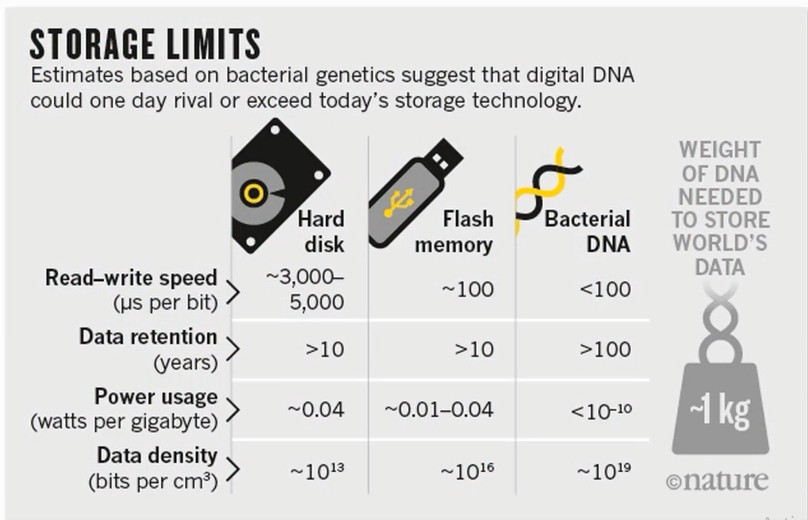 STORAGE LIMITS
Estimates based on bacterial genetics suggest that digital DNA
could one day rival or exceed today's storage technology.
Hard
disk
Flash
memory
Bacterial
DNA
WEIGHT
OF DNA
NEEDED
TO STORE
WORLD'S
DATA
~1 kg
Read–write speed
(µs per bit)
~3,000–
5,000
~100
<100
Data retention
(years)
>10
>10
>100
Power usage
(watts per gigabyte)
~0.04
~0.01–0.04
<10⁻¹⁰
Data density
(bits per cm³)
~10¹³
~10¹⁶
~10¹⁹
©nature